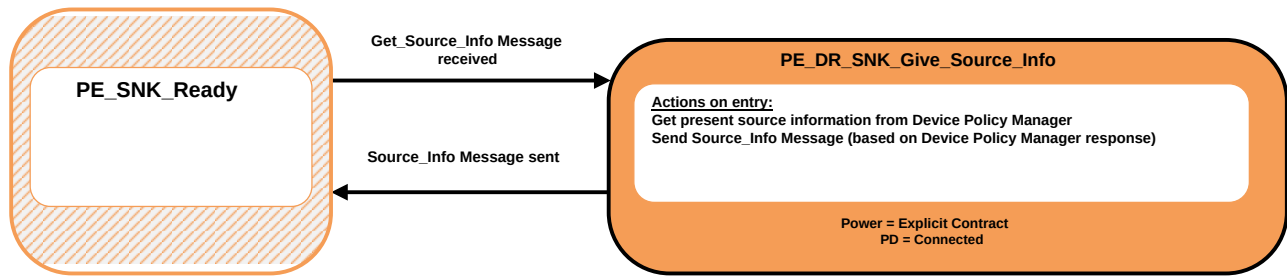 PE_SNK_Ready
Get_Source_Info Message
received
Source_Info Message sent
PE_DR_SNK_Give_Source_Info
Actions on entry:
Get present source information from Device Policy Manager
Send Source_Info Message (based on Device Policy Manager response)
Power = Explicit Contract
PD = Connected